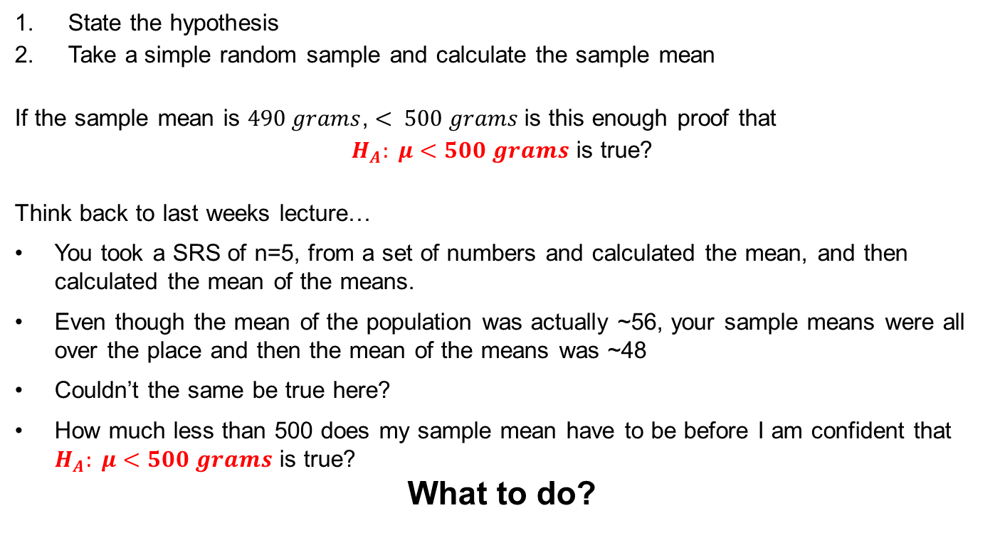 1. State the hypothesis
2. Take a simple random sample and calculate the sample mean
If the sample mean is 490 grams, < 500 grams is this enough proof that
H_A: μ < 500 grams is true?
Think back to last weeks lecture…
• You took a SRS of n=5, from a set of numbers and calculated the mean, and then
calculated the mean of the means.
• Even though the mean of the population was actually ~56, your sample means were all
over the place and then the mean of the means was ~48
• Couldn’t the same be true here?
• How much less than 500 does my sample mean have to be before I am confident that
H_A: μ < 500 grams is true?
What to do?